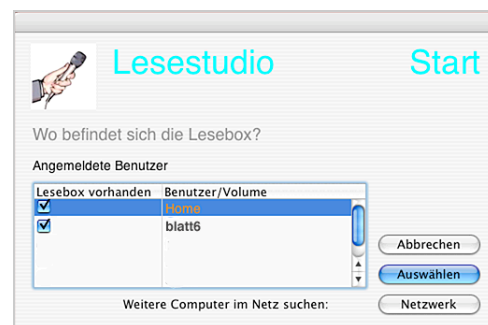 Lesestudio Start
Wo befindet sich die Lesebox?
Angemeldete Benutzer
Lesebox vorhanden Benutzer/Volume
Home
blatt6
Abbrechen
Auswählen
Weitere Computer im Netz suchen: Netzwerk